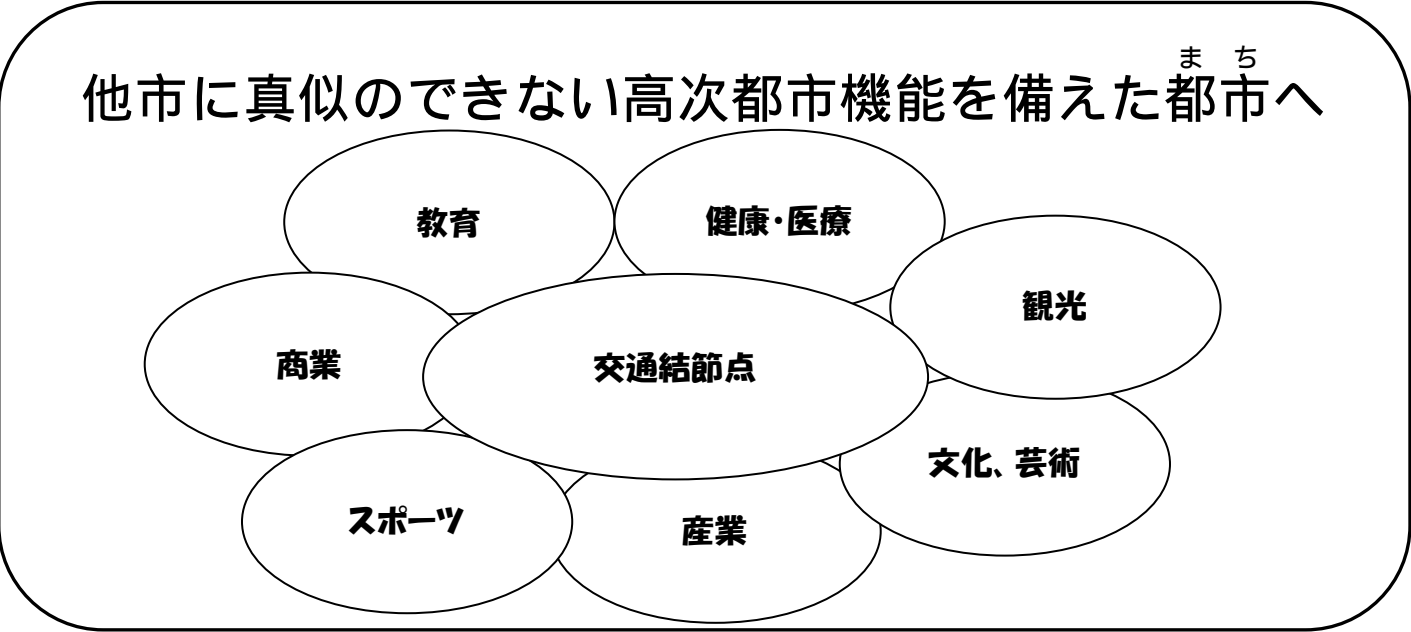 まち
他市に真似のできない高次都市機能を備えた都市へ
教育
健康・医療
観光
商業
交通結節点
文化、芸術
スポーツ
産業